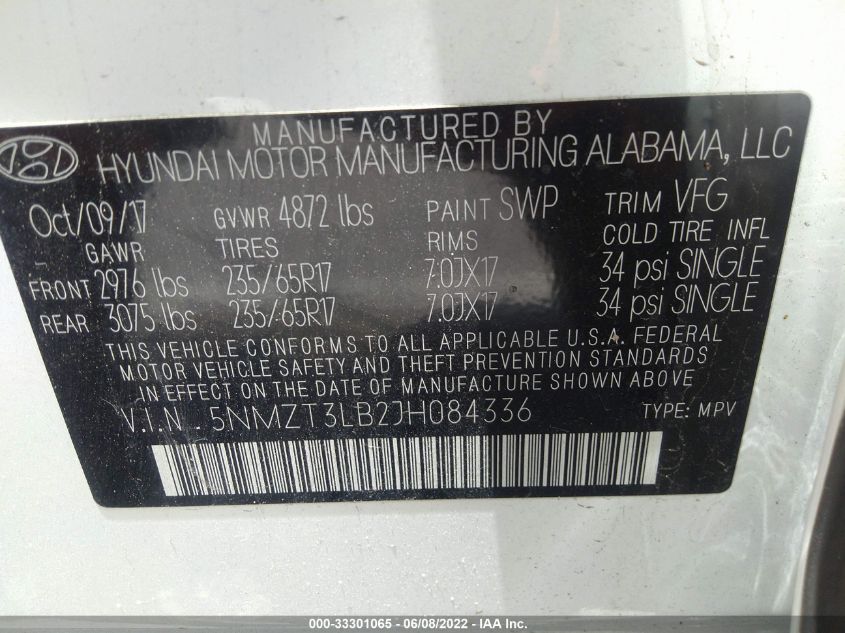 MANUFACTURED BY
HYUNDAI MOTOR MANUFACTURING ALABAMA, LLC
Oct/09/17 GVWR 4872 lbs PAINT SWP TRIM VFG
GAWR TIRES RIMS COLD TIRE INFL
FRONT 2976 lbs 235/65R17 7.0JX17 34 psi SINGLE
REAR 3075 lbs 235/65R17 7.0JX17 34 psi SINGLE
THIS VEHICLE CONFORMS TO ALL APPLICABLE U.S.A. FEDERAL
MOTOR VEHICLE SAFETY AND THEFT PREVENTION STANDARDS
IN EFFECT ON THE DATE OF MANUFACTURE SHOWN ABOVE
V.I.N. 5NMZT3LB2JH084336 TYPE: MPV
000-33301065 - 06/08/2022 - IAA Inc.